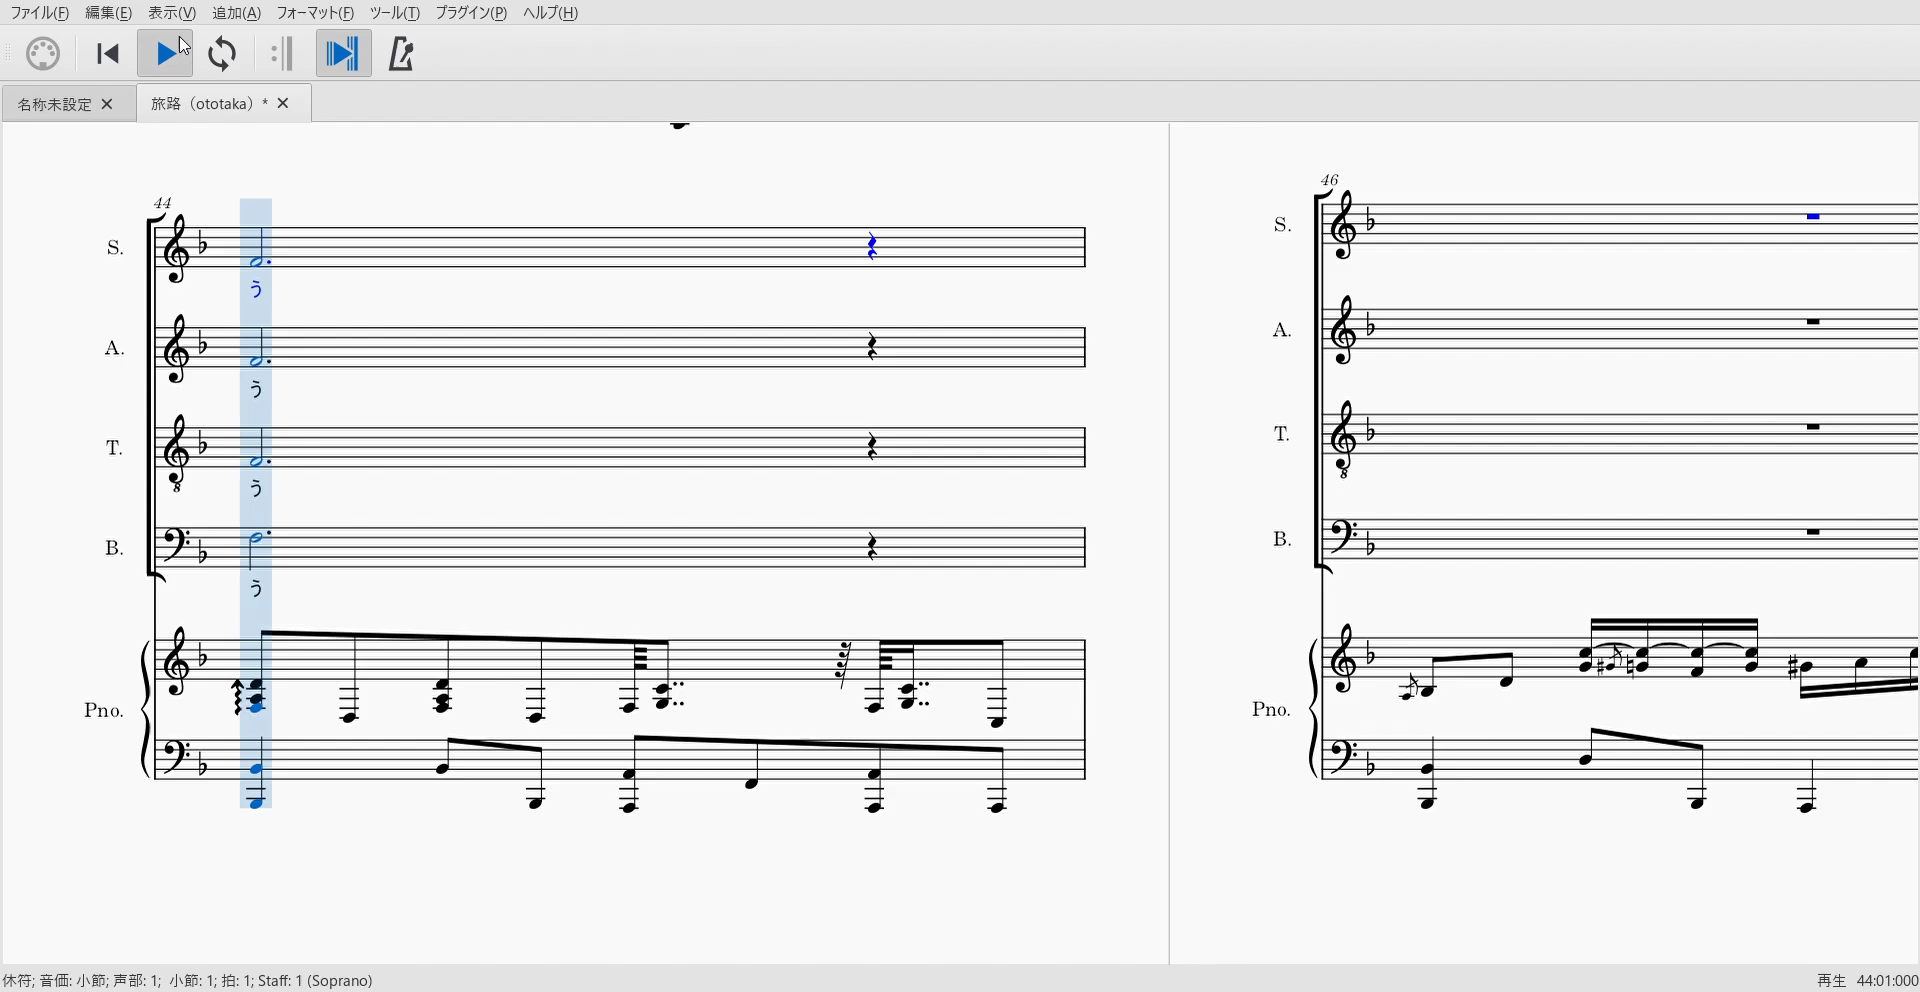 ファイル(F) 編集(E) 表示(V) 追加(A) フォーマット(F) ツール(T) プラグイン(P) ヘルプ(H)
名称未設定
旅路（ototaka）*
44
S.
う
A.
う
T.
8
う
B.
う
Pno.
46
S.
A.
T.
8
B.
Pno.
休符; 音価: 小節; 声部: 1; 小節: 1; 拍: 1; Staff: 1 (Soprano)
再生 44:01:000